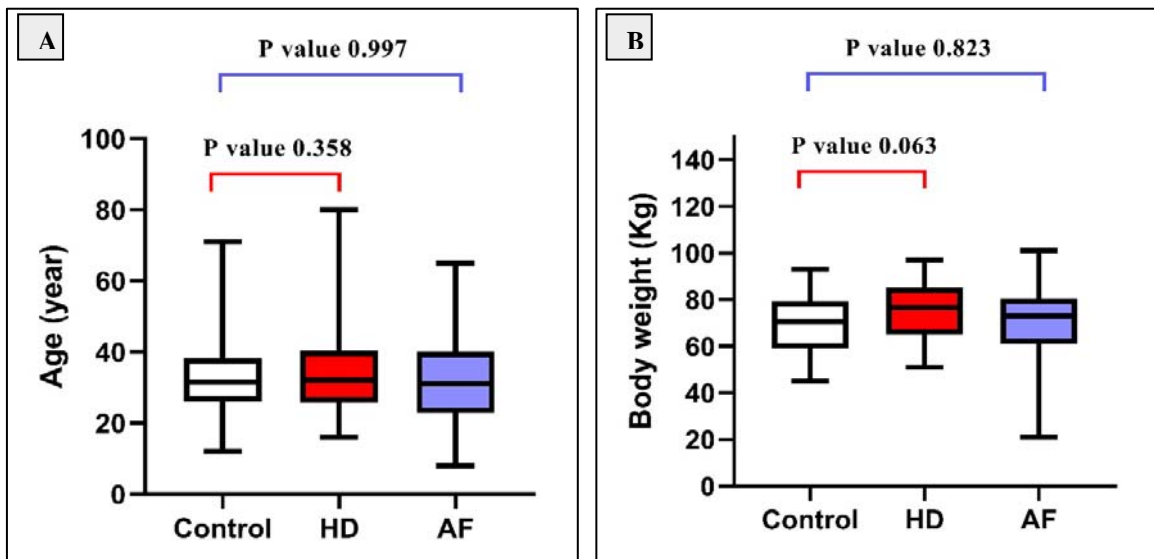 A
P value 0.997
P value 0.358
Age (year)
100
80
60
40
20
0
Control HD AF
B
P value 0.823
P value 0.063
Body weight (Kg)
140
120
100
80
60
40
20
0
Control HD AF